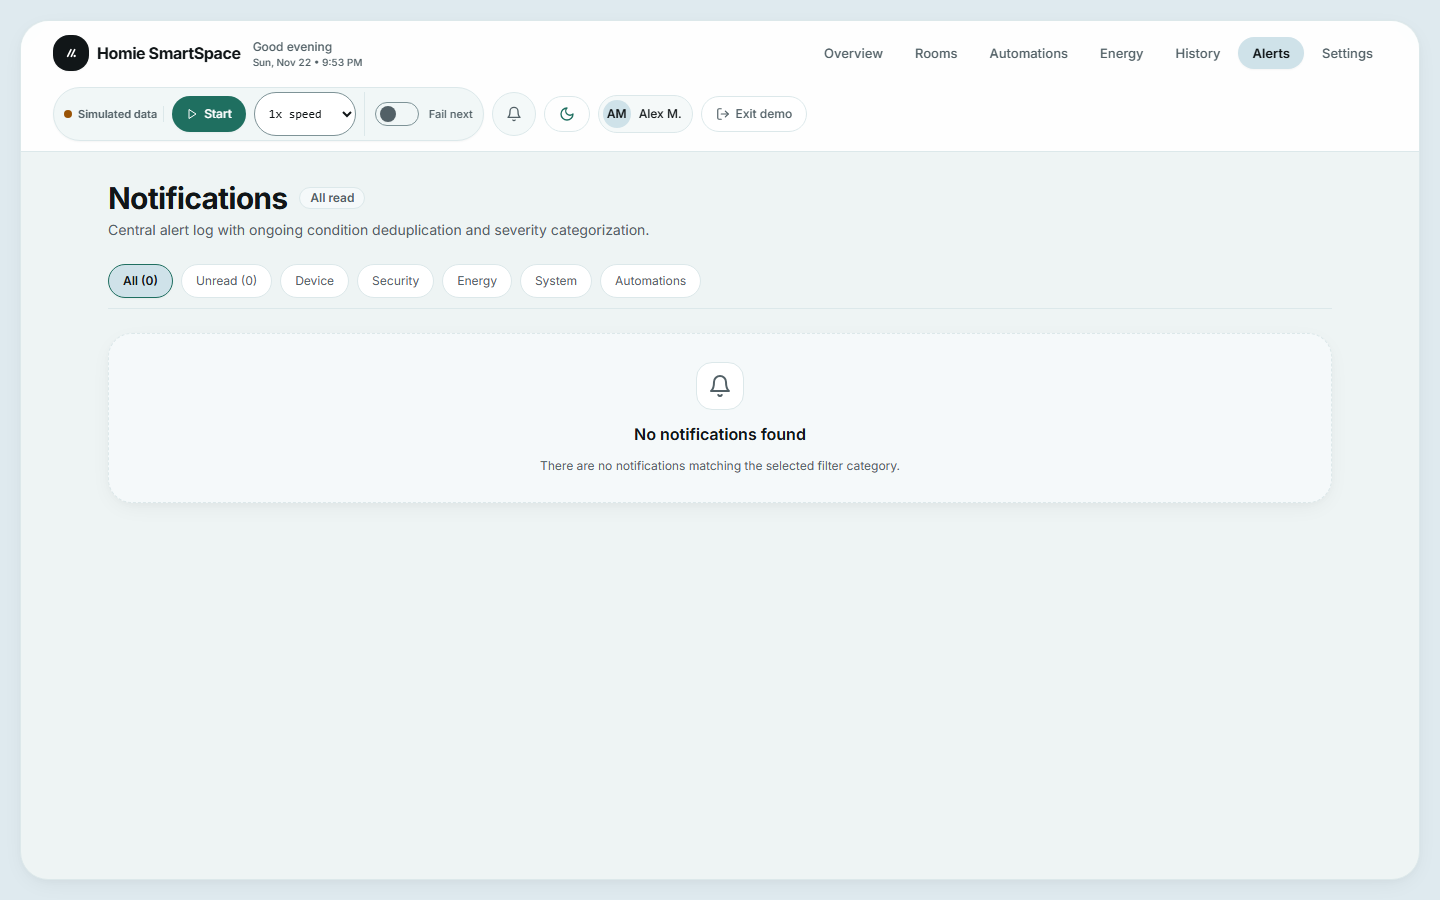 Homie SmartSpace
Good evening
Sun, Nov 22 • 9:53 PM
Overview
Rooms
Automations
Energy
History
Alerts
Settings
Simulated data
Start
1x speed
Fail next
AM
Alex M.
Exit demo
Notifications
All read
Central alert log with ongoing condition deduplication and severity categorization.
All (0)
Unread (0)
Device
Security
Energy
System
Automations
No notifications found
There are no notifications matching the selected filter category.